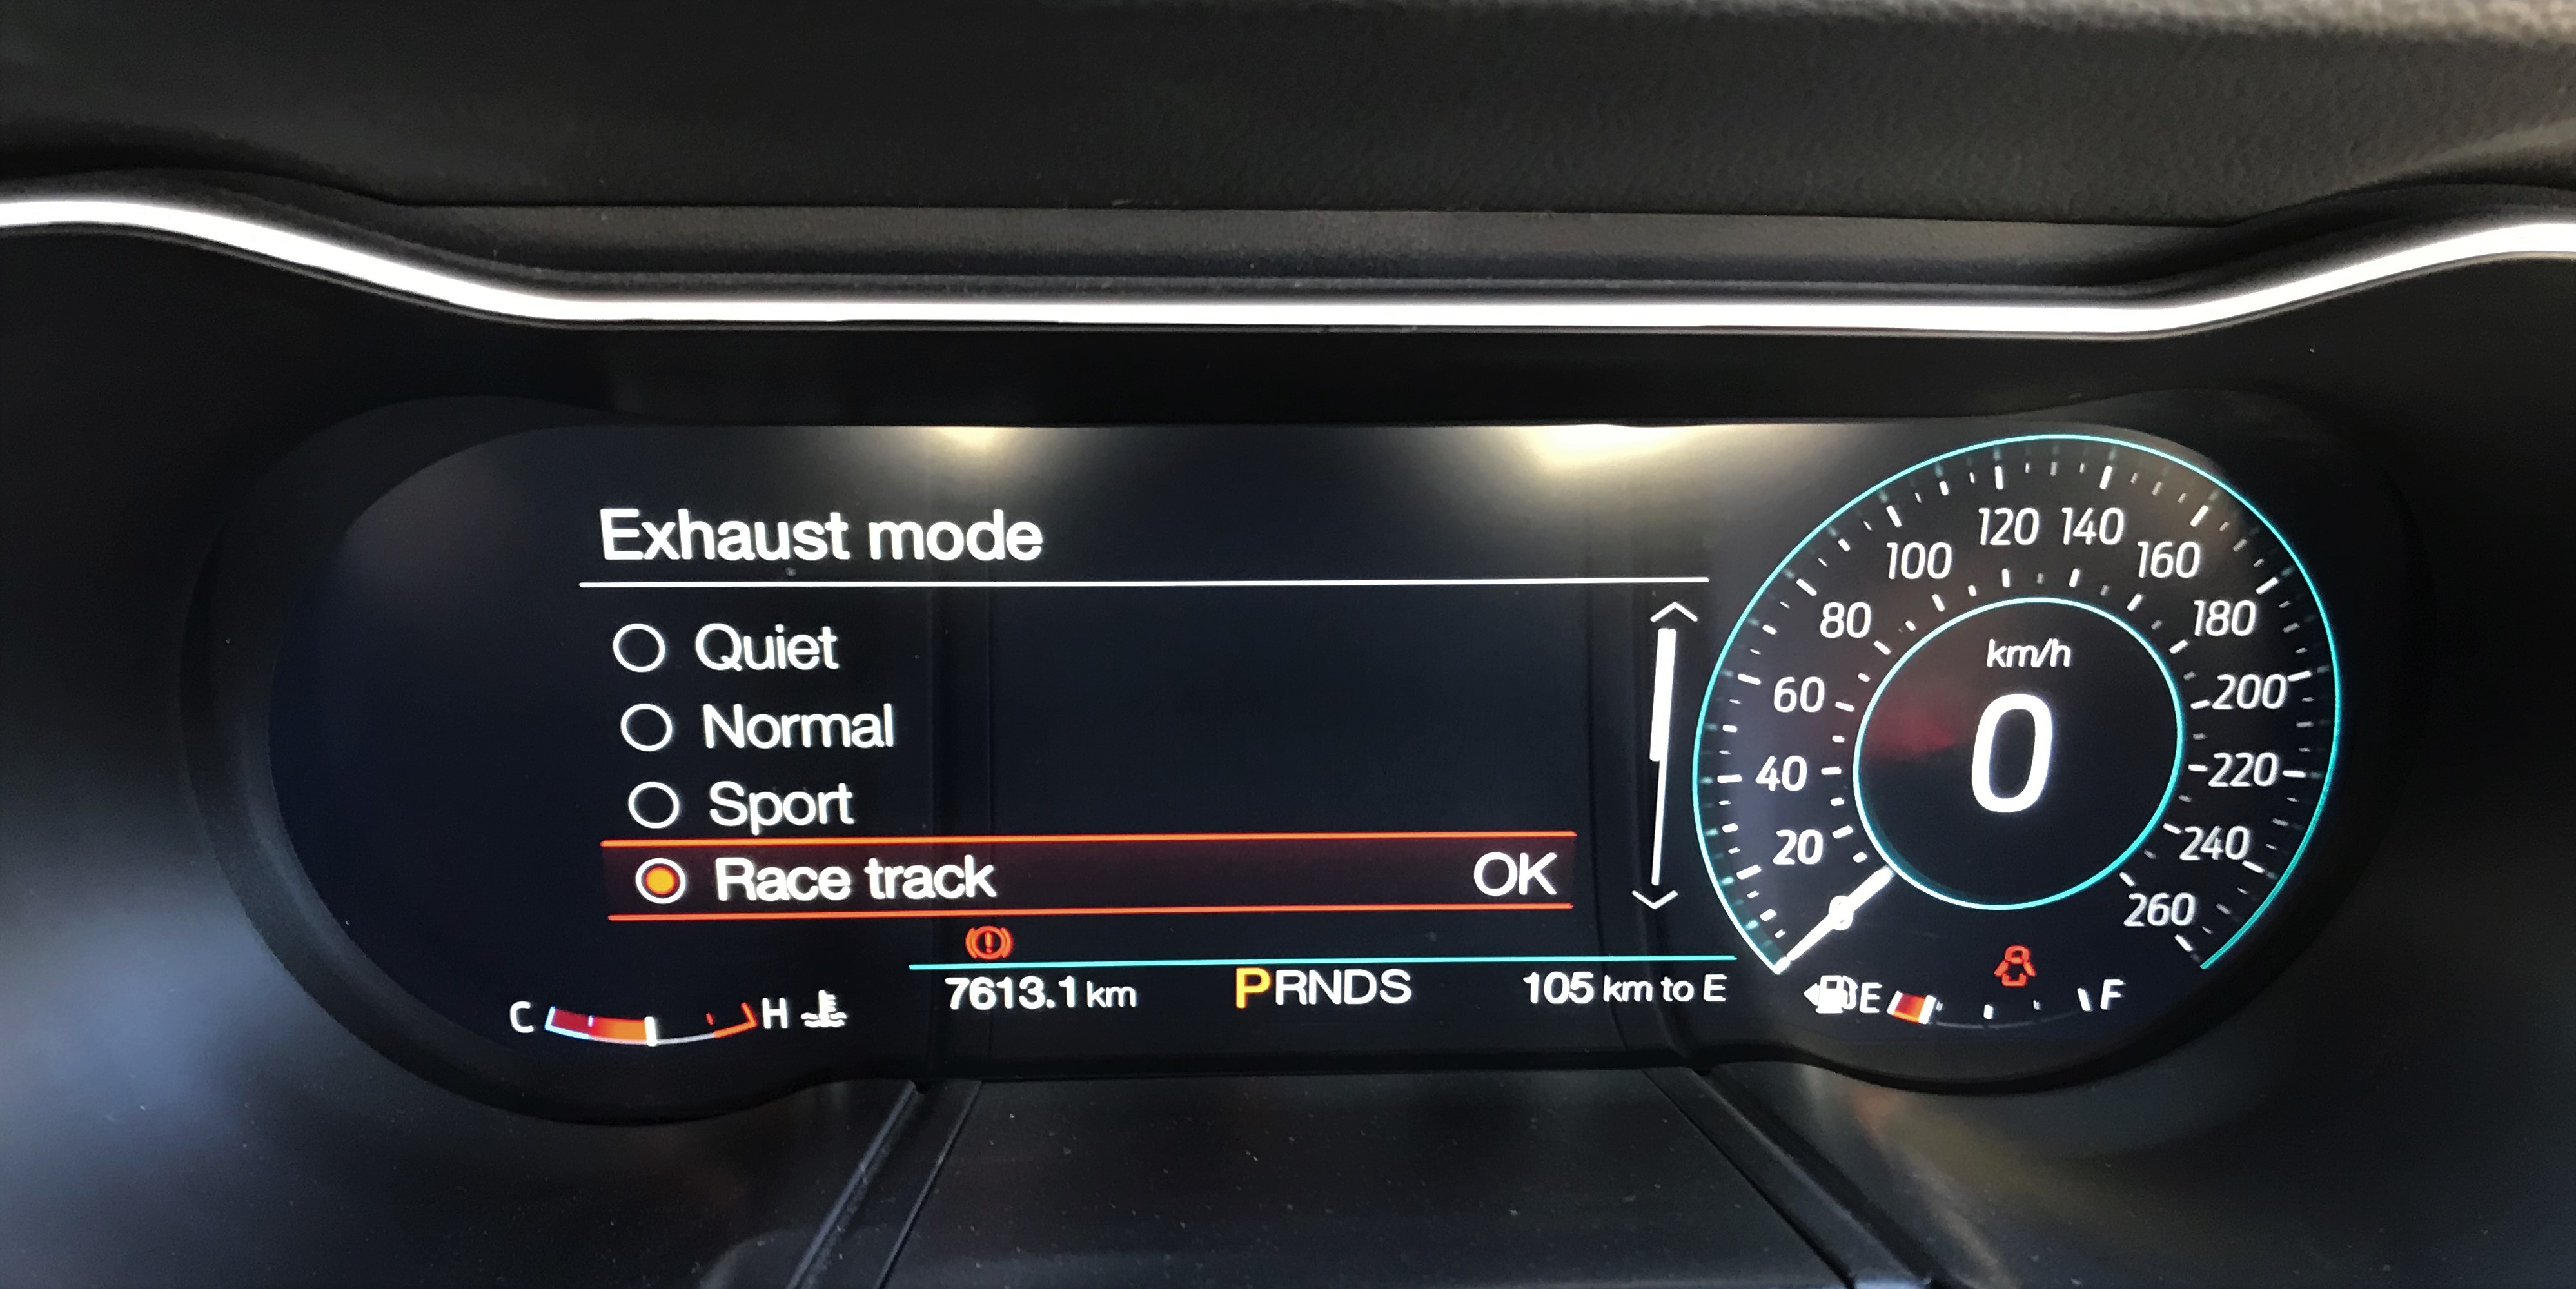 Exhaust mode
Quiet
Normal
Sport
Race track OK
7613.1 km PRNDS 105 km to E
C H
0 20 40 60 80 100 120 140 160 180 200 220 240 260
km/h
0
E F